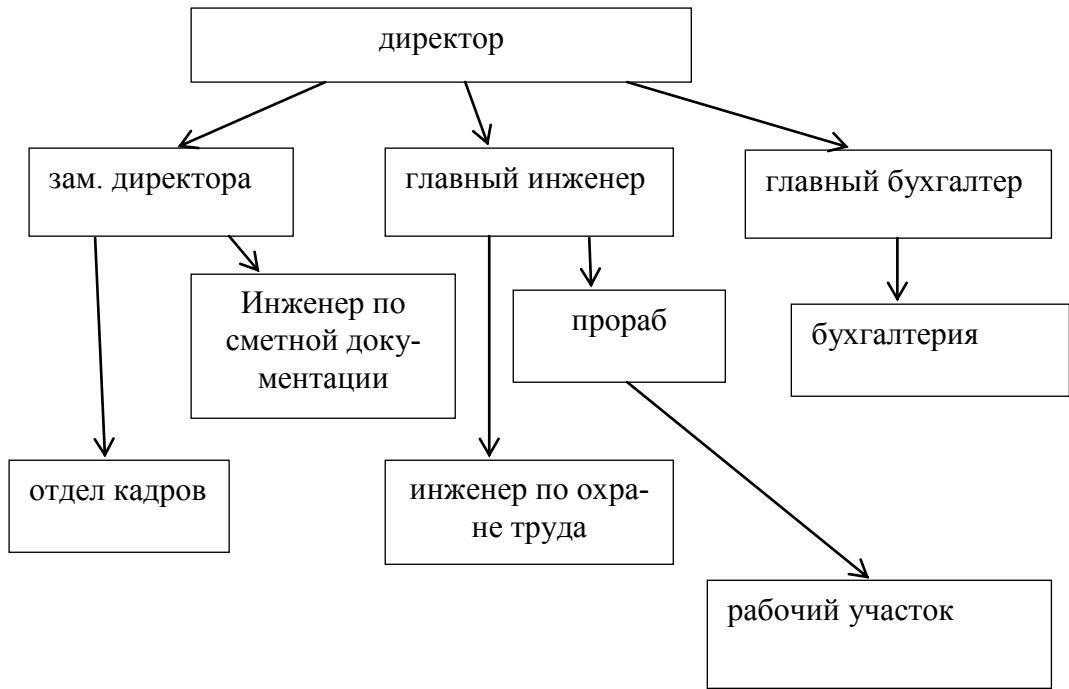 директор
зам. директора
главный инженер
главный бухгалтер
Инженер по
сметной доку-
ментации
прораб
бухгалтерия
отдел кадров
инженер по охра-
не труда
рабочий участок